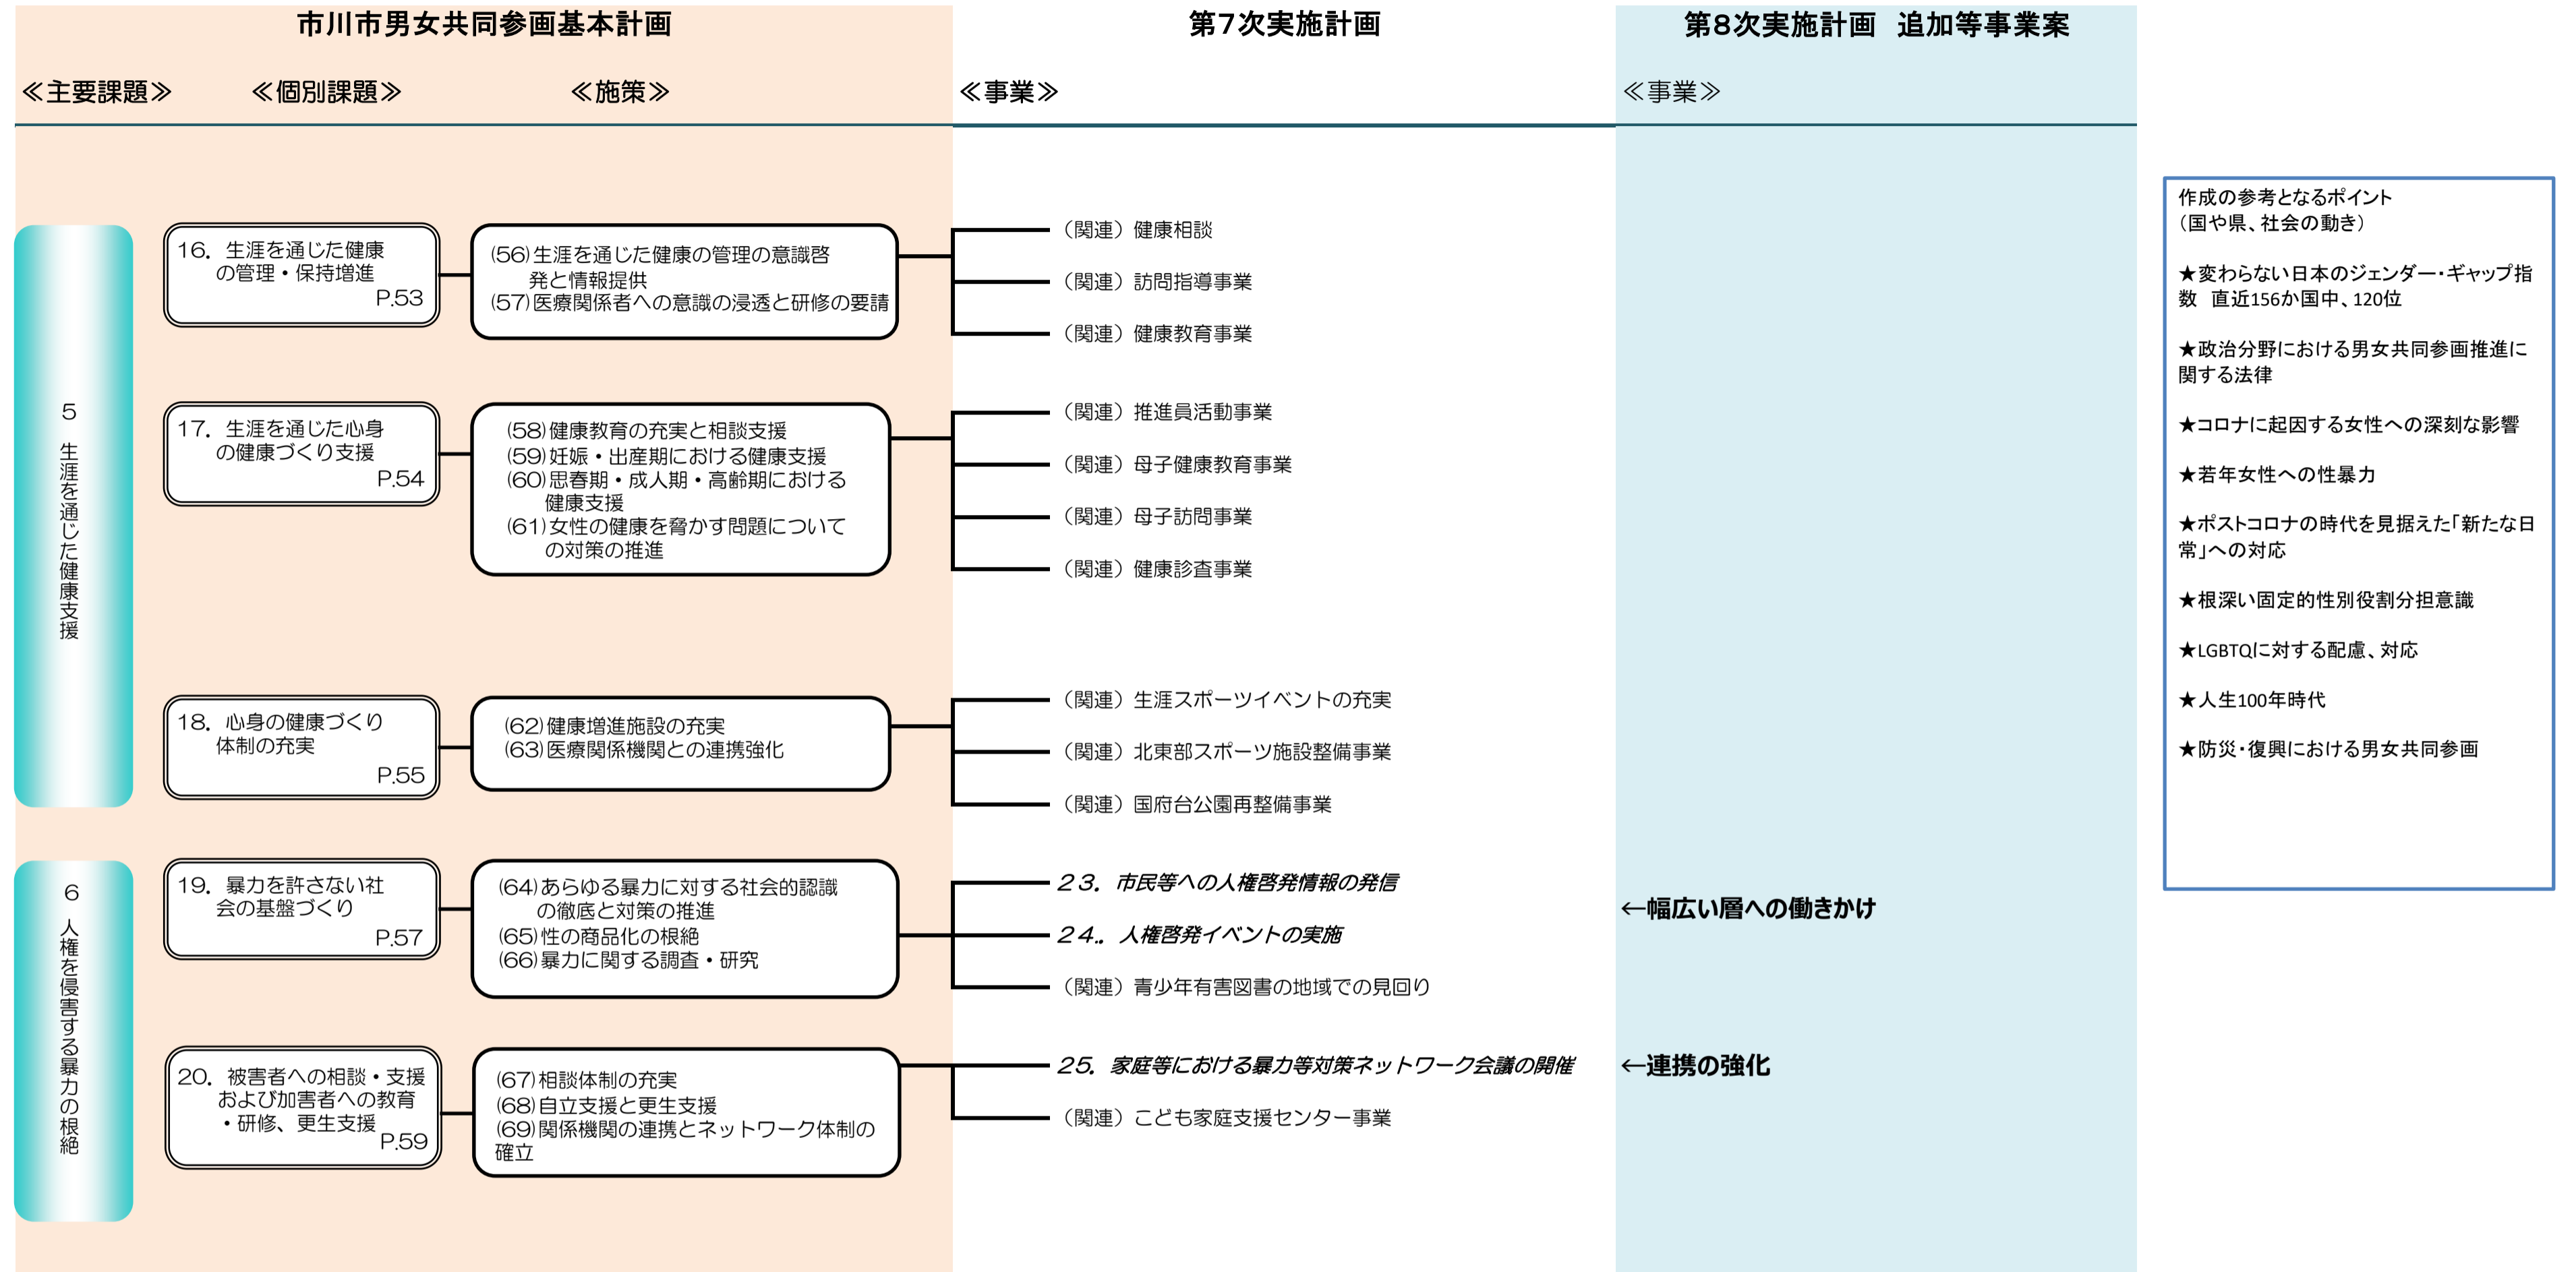 市川市男女共同参画基本計画
第７次実施計画
第８次実施計画　追加等事業案
≪主要課題≫
≪個別課題≫
≪施策≫
≪事業≫
≪事業≫
５　生涯を通じた健康支援
16．生涯を通じた健康
の管理・保持増進
P.53
(56)生涯を通じた健康の管理の意識啓
発と情報提供
(57)医療関係者への意識の浸透と研修の要請
（関連）健康相談
（関連）訪問指導事業
（関連）健康教育事業
17．生涯を通じた心身
の健康づくり支援
P.54
(58)健康教育の充実と相談支援
(59)妊娠・出産期における健康支援
(60)思春期・成人期・高齢期における
健康支援
(61)女性の健康を脅かす問題について
の対策の推進
（関連）推進員活動事業
（関連）母子健康教育事業
（関連）母子訪問事業
（関連）健康診査事業
18．心身の健康づくり
体制の充実
P.55
(62)健康増進施設の充実
(63)医療関係機関との連携強化
（関連）生涯スポーツイベントの充実
（関連）北東部スポーツ施設整備事業
（関連）国府台公園再整備事業
６　人権を侵害する暴力の根絶
19．暴力を許さない社
会の基盤づくり
P.57
(64)あらゆる暴力に対する社会的認識
の徹底と対策の推進
(65)性の商品化の根絶
(66)暴力に関する調査・研究
２３．市民等への人権啓発情報の発信
２４．．人権啓発イベントの実施
（関連）青少年有害図書の地域での見回り
←幅広い層への働きかけ
20．被害者への相談・支援
および加害者への教育
・研修、更生支援
P.59
(67)相談体制の充実
(68)自立支援と更生支援
(69)関係機関の連携とネットワーク体制の
確立
２５．家庭等における暴力等対策ネットワーク会議の開催
（関連）こども家庭支援センター事業
←連携の強化
作成の参考となるポイント
（国や県、社会の動き）
★変わらない日本のジェンダー・ギャップ指
数　直近156か国中、120位
★政治分野における男女共同参画推進に
関する法律
★コロナに起因する女性への深刻な影響
★若年女性への性暴力
★ポストコロナの時代を見据えた「新たな日
常」への対応
★根深い固定的性別役割分担意識
★LGBTQに対する配慮、対応
★人生100年時代
★防災・復興における男女共同参画